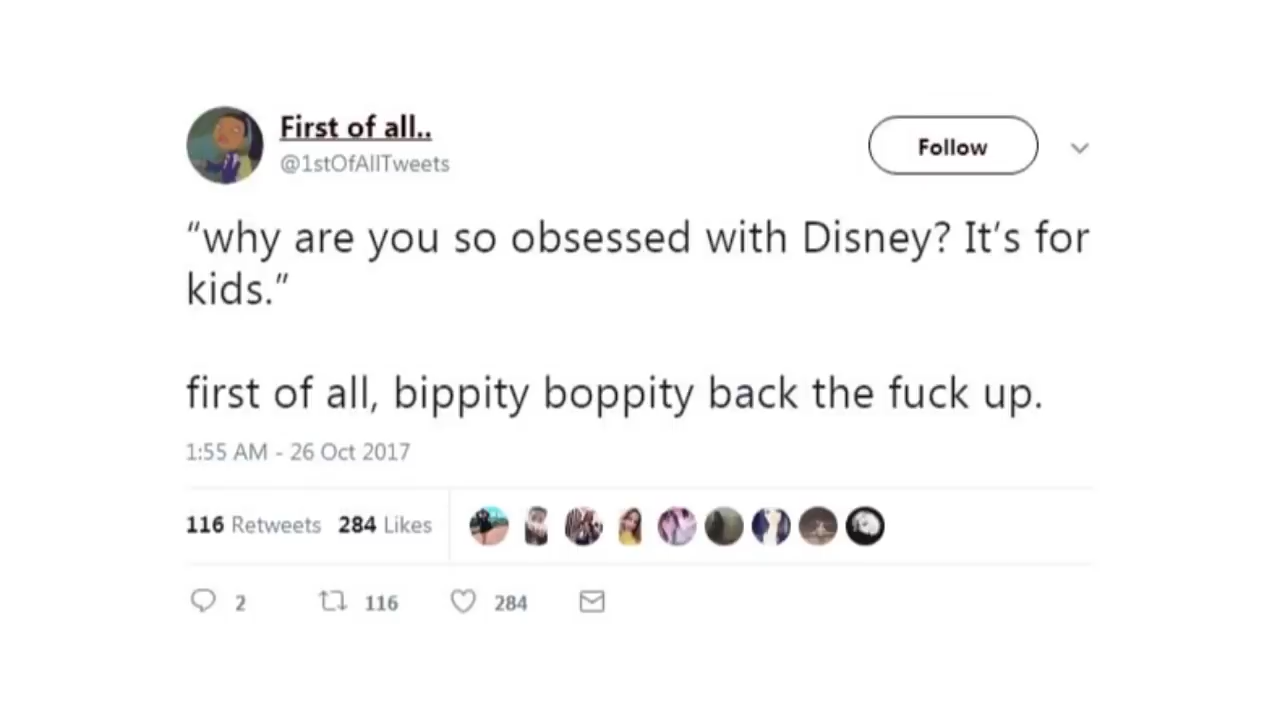 First of all..
@1stOfAllTweets
Follow
“why are you so obsessed with Disney? It’s for
kids.”
first of all, bippity boppity back the fuck up.
1:55 AM - 26 Oct 2017
116 Retweets 284 Likes
2 116 284